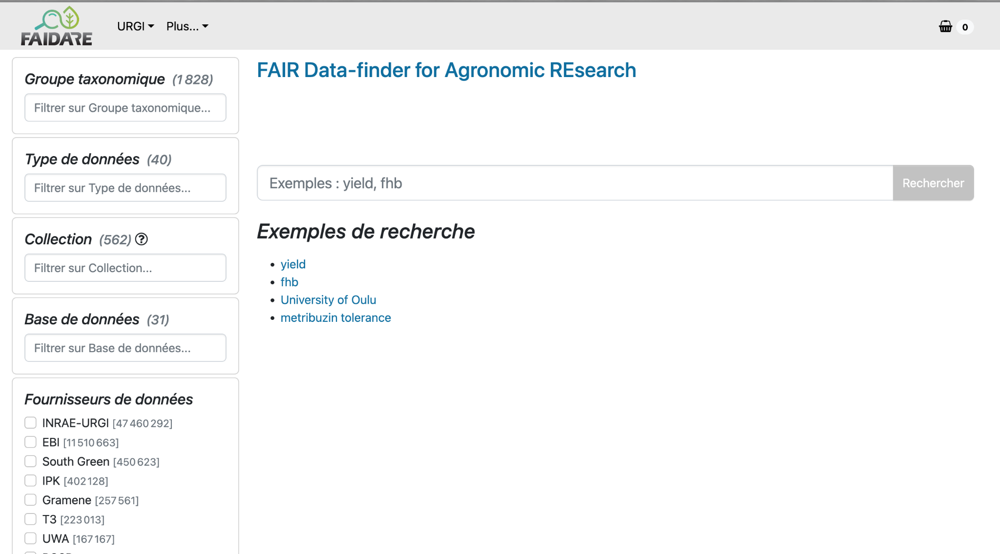 FAIDARE
URGI
Plus...
0
Groupe taxonomique (1 828)
Filtrer sur Groupe taxonomique...
Type de données (40)
Filtrer sur Type de données...
Collection (562)
Filtrer sur Collection...
Base de données (31)
Filtrer sur Base de données...
Fournisseurs de données
INRAE-URGI [47 460 292]
EBI [11 510 663]
South Green [450 623]
IPK [402 128]
Gramene [257 561]
T3 [223 013]
UWA [167 167]
FAIR Data-finder for Agronomic REsearch
Exemples : yield, fhb
Rechercher
Exemples de recherche
• yield
• fhb
• University of Oulu
• metribuzin tolerance